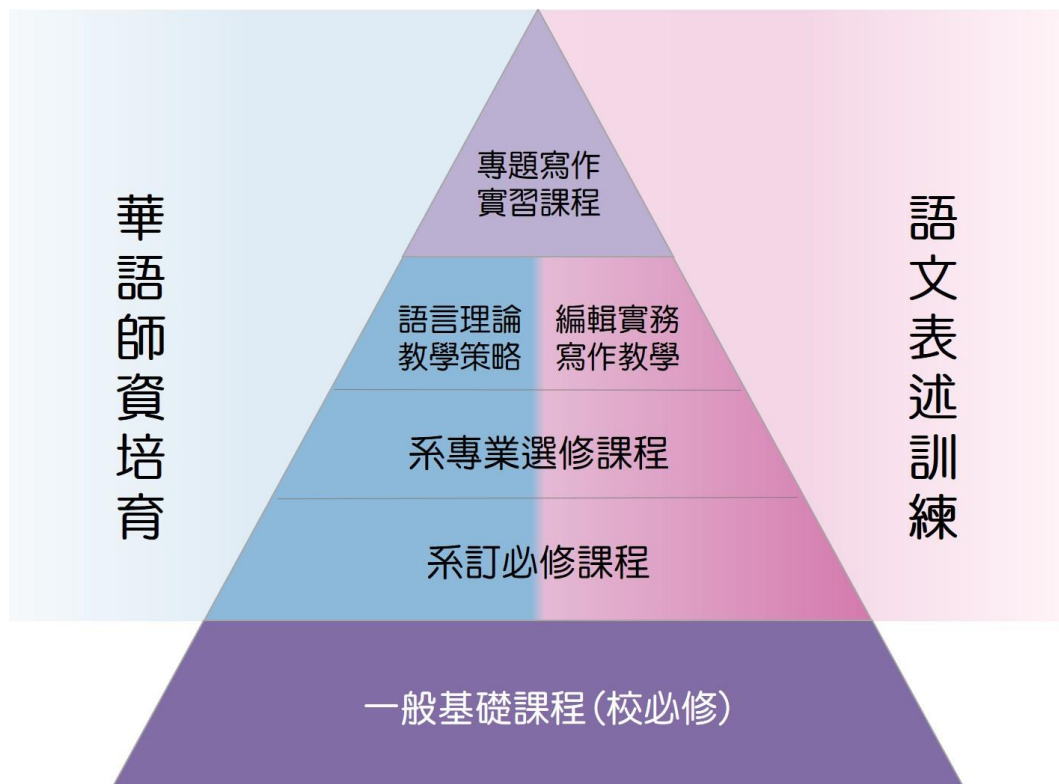 專題寫作
實習課程
華語師資培育
語文表述訓練
語言理論
教學策略
編輯實務
寫作教學
系專業選修課程
系訂必修課程
一般基礎課程(校必修)